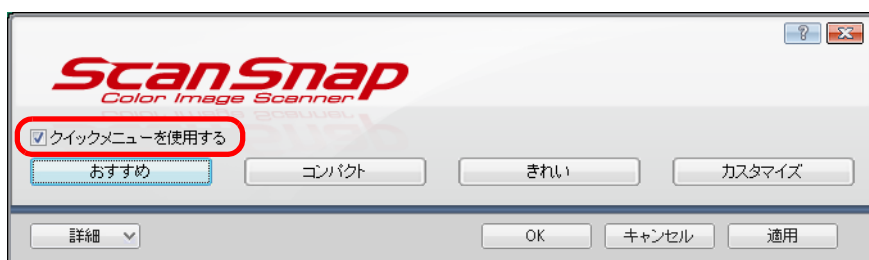 ScanSnap
Color Image Scanner
クイックメニューを使用する
おすすめ
コンパクト
きれい
カスタマイズ
詳細
OK
キャンセル
適用